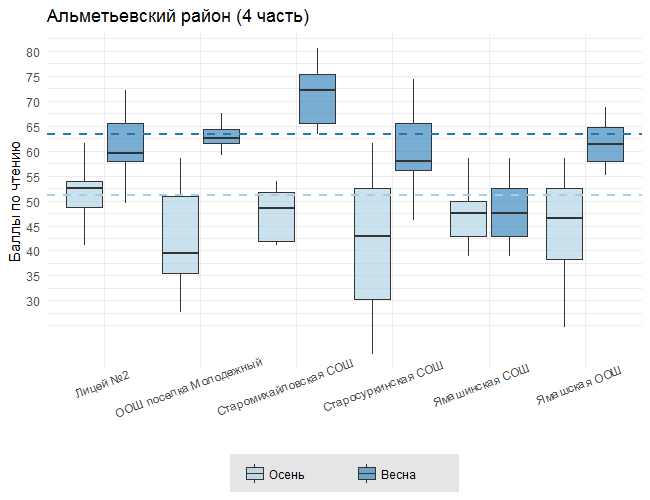 Альметьевский район (4 часть)
Баллы по чтению
80
75
70
65
60
55
50
45
40
35
30
Лицей №2
ООШ поселка Молодежный
Старомихайловская СОШ
Старосуркинская СОШ
Ямашинская СОШ
Ямашская ООШ
Осень
Весна